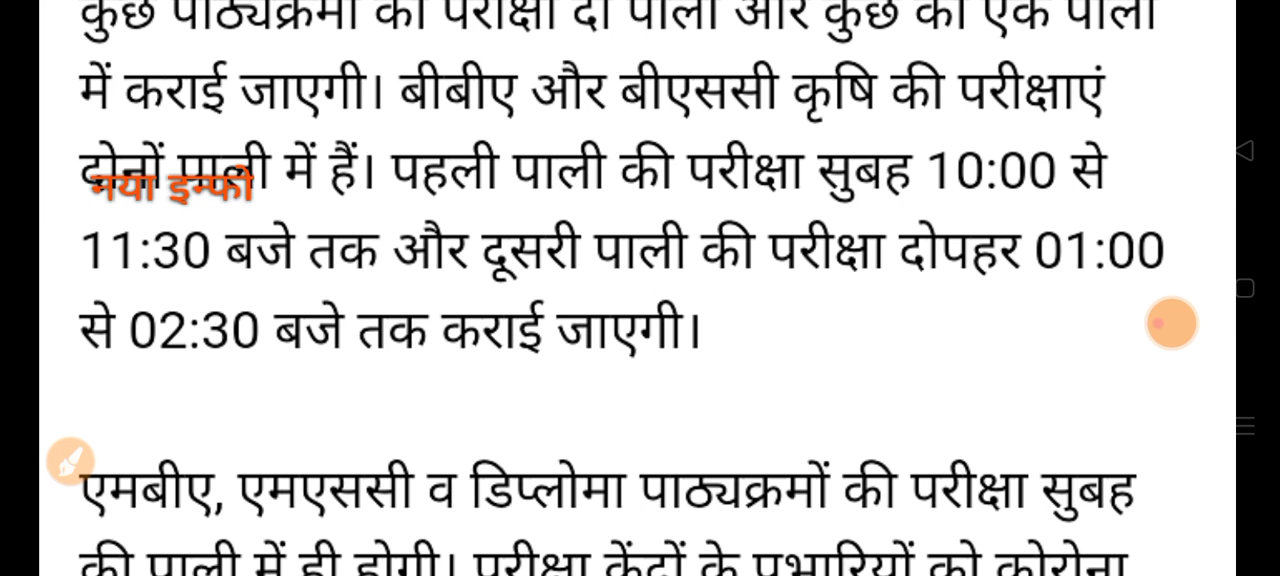 कुछ पाठ्यक्रमों की परीक्षा दो पाली और कुछ की एक पाली
में कराई जाएगी। बीबीए और बीएससी कृषि की परीक्षाएं
दोनों पाली में हैं। पहली पाली की परीक्षा सुबह 10:00 से
नया इन्फो
11:30 बजे तक और दूसरी पाली की परीक्षा दोपहर 01:00
से 02:30 बजे तक कराई जाएगी।
एमबीए, एमएससी व डिप्लोमा पाठ्यक्रमों की परीक्षा सुबह
की पाली में ही होगी। परीक्षा केंद्रों के प्रभारियों को कोरोना